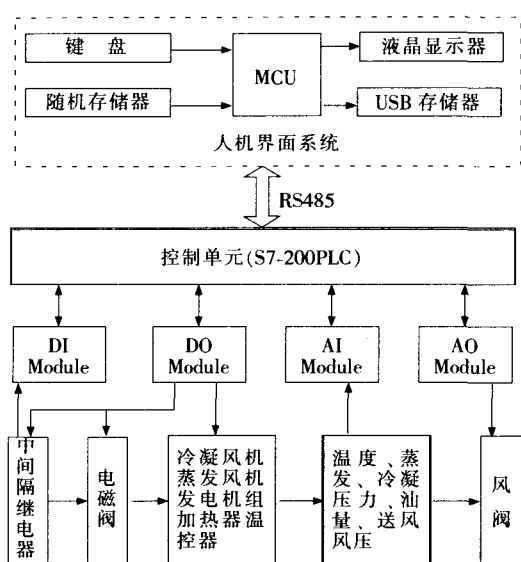 键 盘
液晶显示器
MCU
随机存储器
USB 存储器
人机界面系统
RS485
控制单元(S7-200PLC)
DI
Module
DO
Module
AI
Module
AO
Module
中间隔继电器
电磁阀
冷凝风机
蒸发风机
发电机组
加热器温
控器
温度、蒸
发、冷凝
压力、油
量、送风
风压
风阀